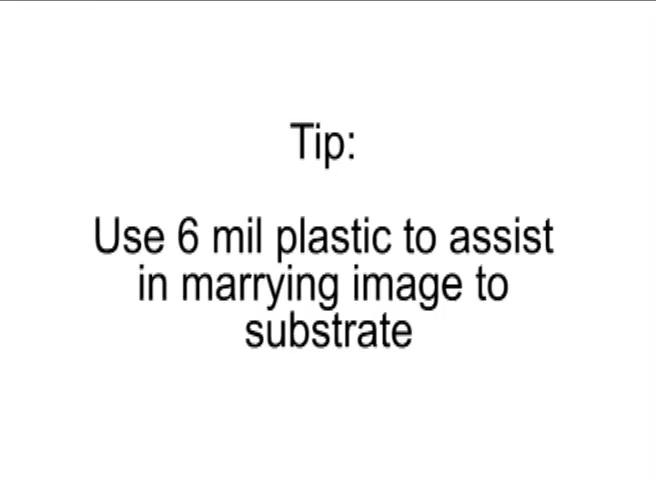 Tip:
Use 6 mil plastic to assist
in marrying image to
substrate